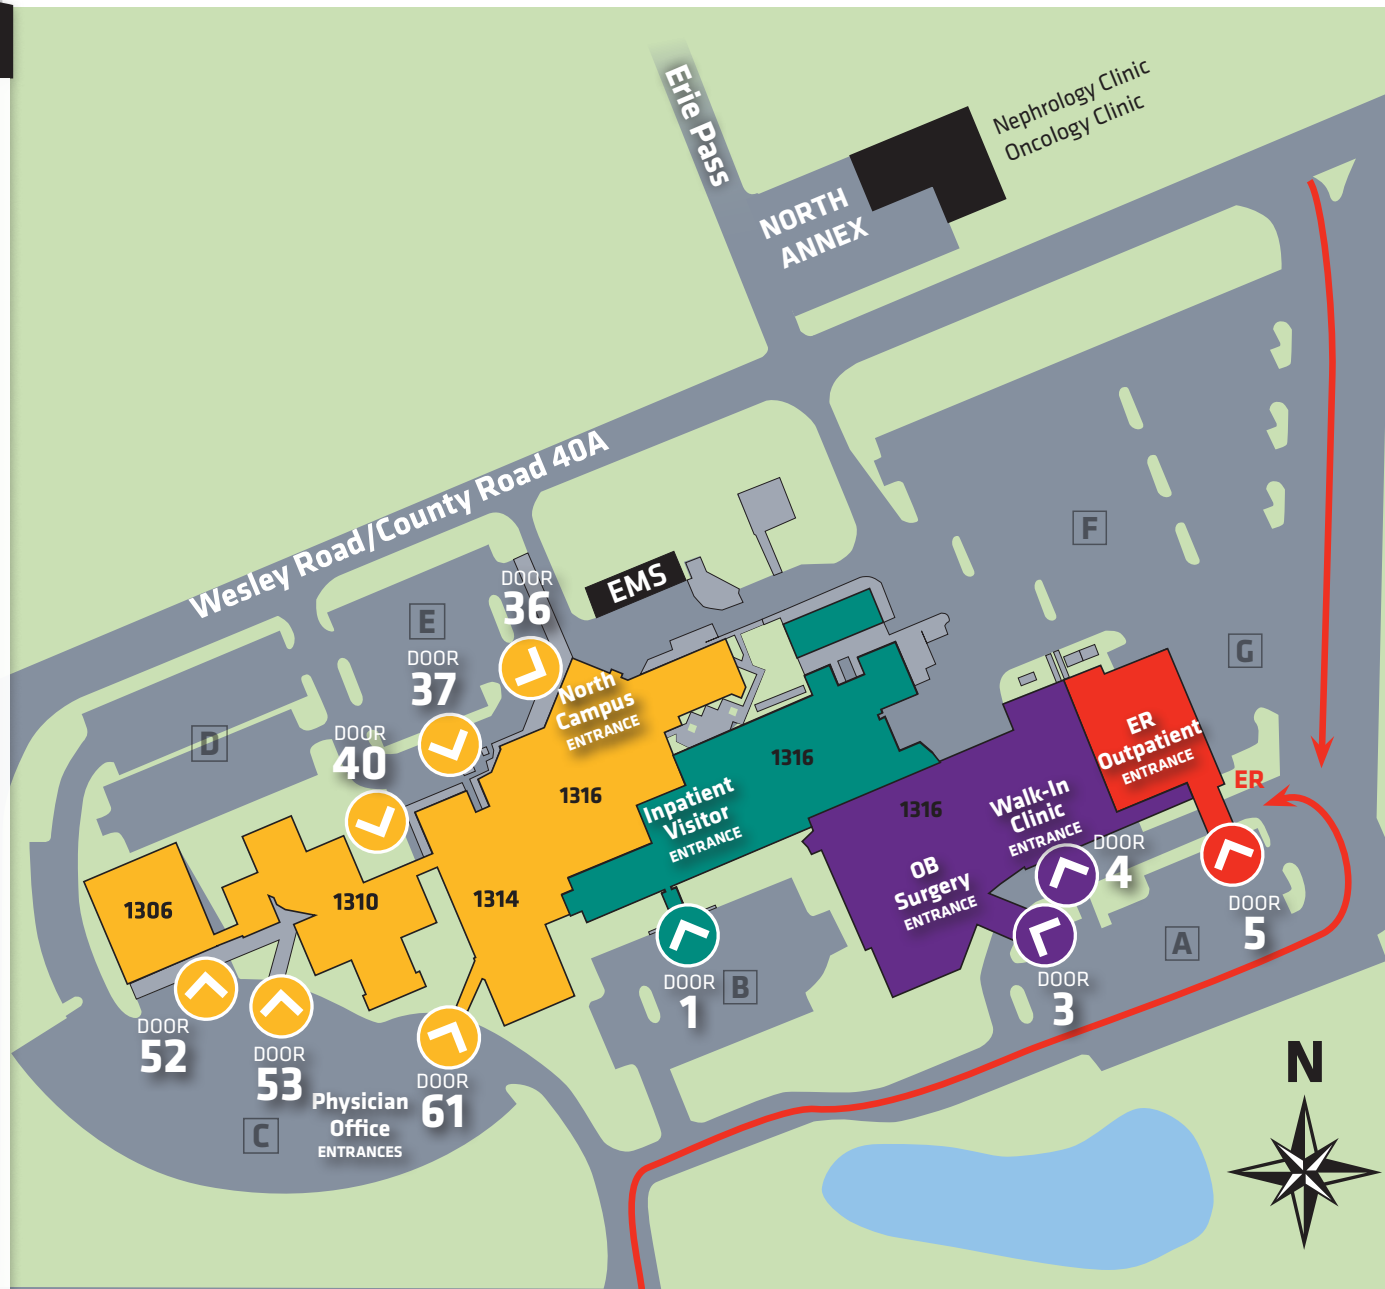 Erie Pass
Nephrology Clinic
Oncology Clinic
NORTH
ANNEX
Wesley Road/County Road 40A
EMS
F
E
DOOR
36
DOOR
37
DOOR
40
D
G
North
Campus
ENTRANCE
ER
Outpatient
ENTRANCE
1316
1316
1316
Inpatient
Visitor
ENTRANCE
Walk-In
Clinic
ENTRANCE
ER
OB
Surgery
ENTRANCE
DOOR
4
1306
1310
1314
DOOR
5
A
DOOR
1
B
DOOR
3
DOOR
52
DOOR
53
DOOR
61
Physician
Office
ENTRANCES
C
N